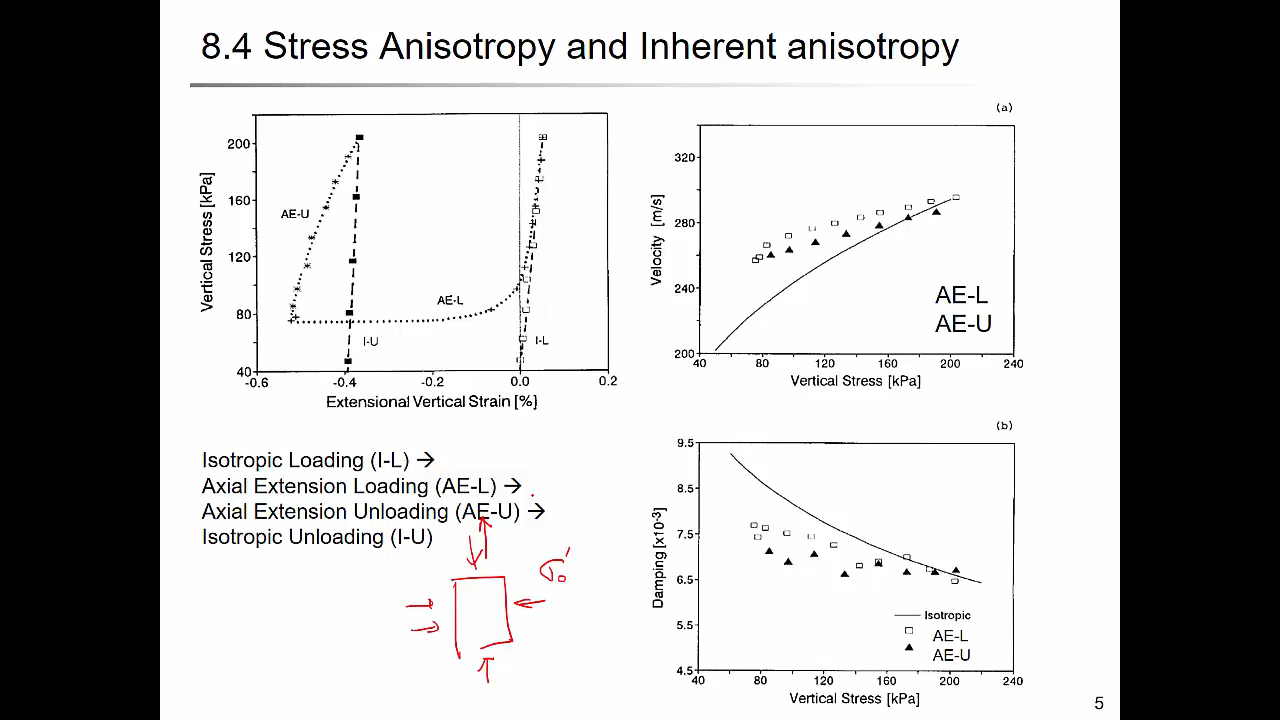 8.4 Stress Anisotropy and Inherent anisotropy
200
160
120
80
40
Vertical Stress [kPa]
AE-U
AE-L
I-U
I-L
-0.6 -0.4 -0.2 0.0 0.2
Extensional Vertical Strain [%]
(a)
320
280
240
200
Velocity [m/s]
AE-L
AE-U
40 80 120 160 200 240
Vertical Stress [kPa]
Isotropic Loading (I-L) →
Axial Extension Loading (AE-L) →
Axial Extension Unloading (AE-U) →
Isotropic Unloading (I-U)
σ₀'
(b)
9.5
8.5
7.5
6.5
5.5
4.5
Damping [x10⁻³]
Isotropic
AE-L
AE-U
40 80 120 160 200 240
Vertical Stress [kPa]
5